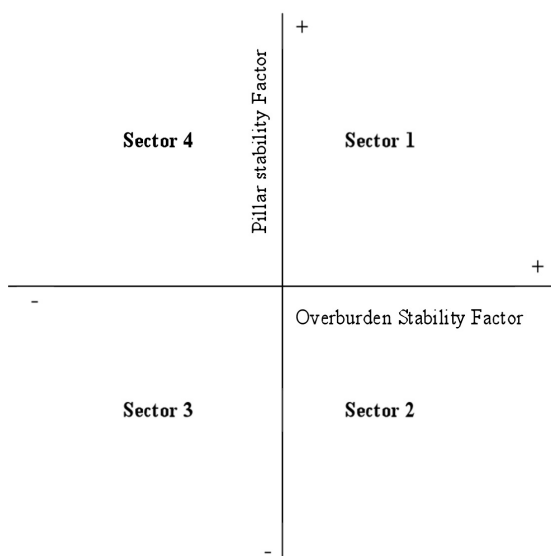 +
Pillar stability Factor
Sector 4
Sector 1
+
-
Overburden Stability Factor
Sector 3
Sector 2
-